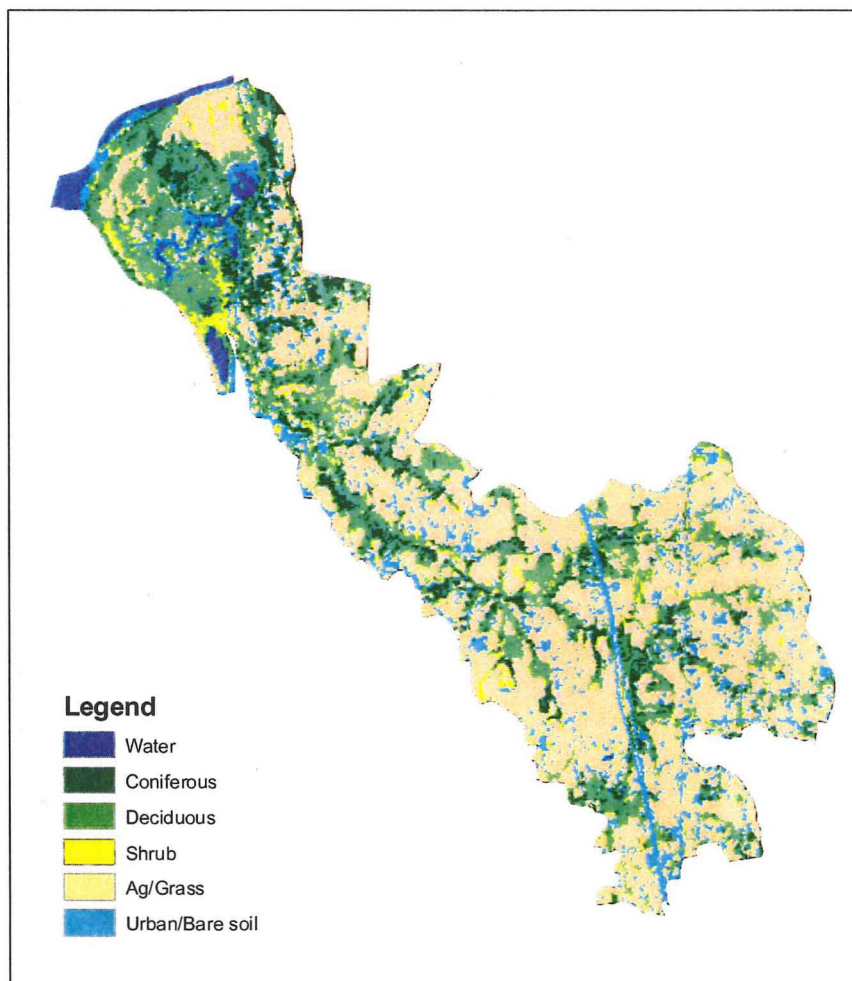 Legend
Water
Coniferous
Deciduous
Shrub
Ag/Grass
Urban/Bare soil